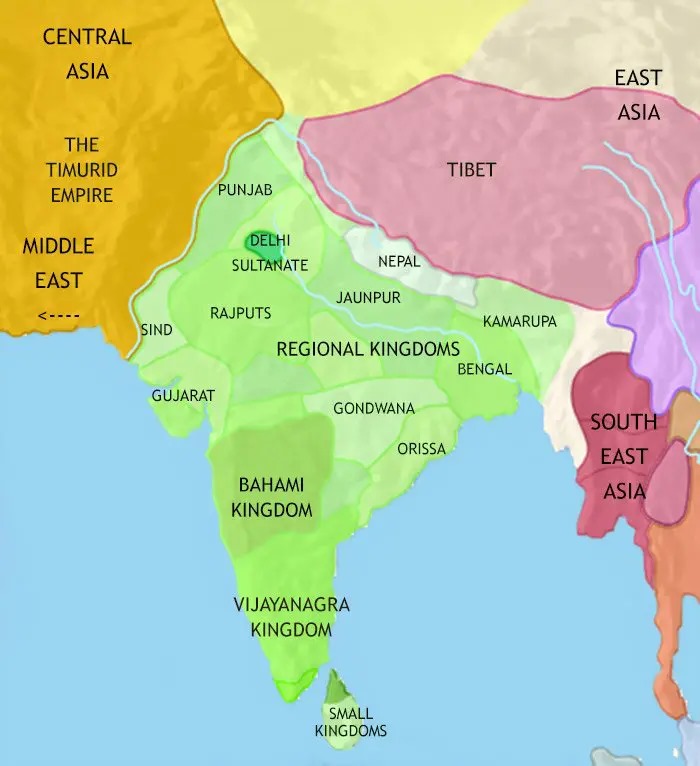 CENTRAL
ASIA
EAST
ASIA
THE
TIMURID
EMPIRE
TIBET
PUNJAB
MIDDLE
EAST
<----
DELHI
SULTANATE
NEPAL
JAUNPUR
RAJPUTS
SIND
KAMARUPA
REGIONAL KINGDOMS
BENGAL
GUJARAT
GONDWANA
SOUTH
EAST
ASIA
ORISSA
BAHAMI
KINGDOM
VIJAYANAGRA
KINGDOM
SMALL
KINGDOMS